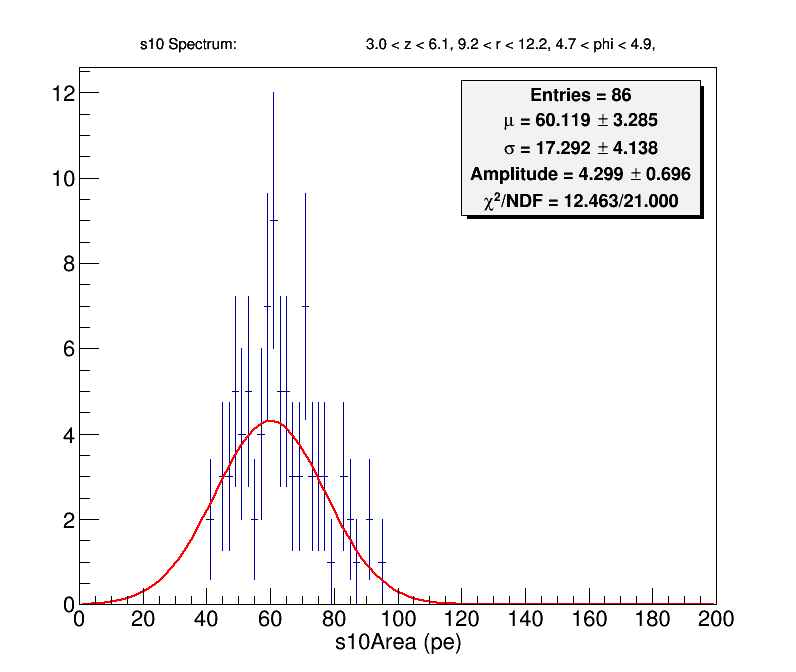 s10 Spectrum: 3.0 < z < 6.1, 9.2 < r < 12.2, 4.7 < phi < 4.9,
Entries = 86
μ = 60.119 ± 3.285
σ = 17.292 ± 4.138
Amplitude = 4.299 ± 0.696
χ²/NDF = 12.463/21.000
12
10
8
6
4
2
0
0 20 40 60 80 100 120 140 160 180 200
s10Area (pe)